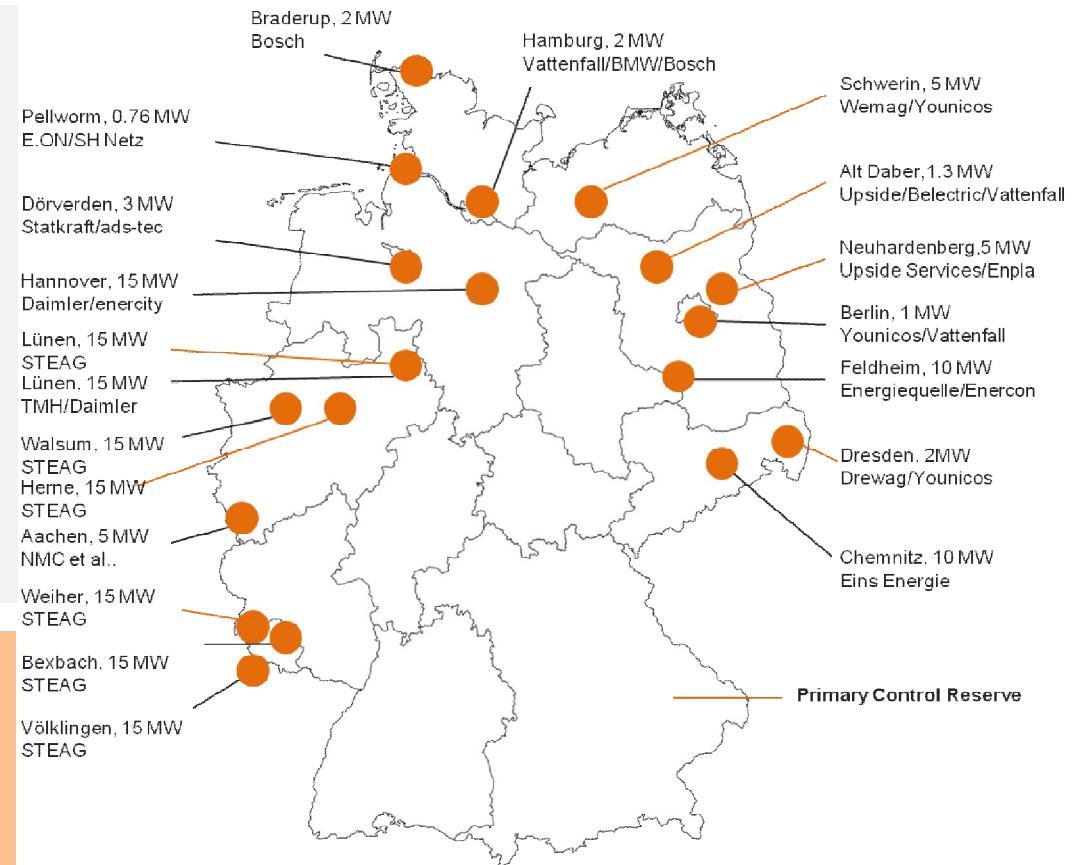 Braderup, 2 MW
Bosch
Hamburg, 2 MW
Vattenfall/BMW/Bosch
Schwerin, 5 MW
Wemag/Younicos
Pellworm, 0.76 MW
E.ON/SH Netz
Alt Daber,1.3 MW
Upside/Belectric/Vattenfall
Dörverden, 3 MW
Statkraft/ads-tec
Neuhardenberg,5 MW
Upside Services/Enpla
Hannover, 15 MW
Daimler/enercity
Berlin, 1 MW
Younicos/Vattenfall
Lünen, 15 MW
STEAG
Lünen, 15 MW
TMH/Daimler
Feldheim, 10 MW
Energiequelle/Enercon
Walsum, 15 MW
STEAG
Herne, 15 MW
STEAG
Dresden, 2MW
Drewag/Younicos
Aachen, 5 MW
NMC et al..
Chemnitz, 10 MW
Eins Energie
Weiher, 15 MW
STEAG
Bexbach, 15 MW
STEAG
Primary Control Reserve
Völklingen, 15 MW
STEAG